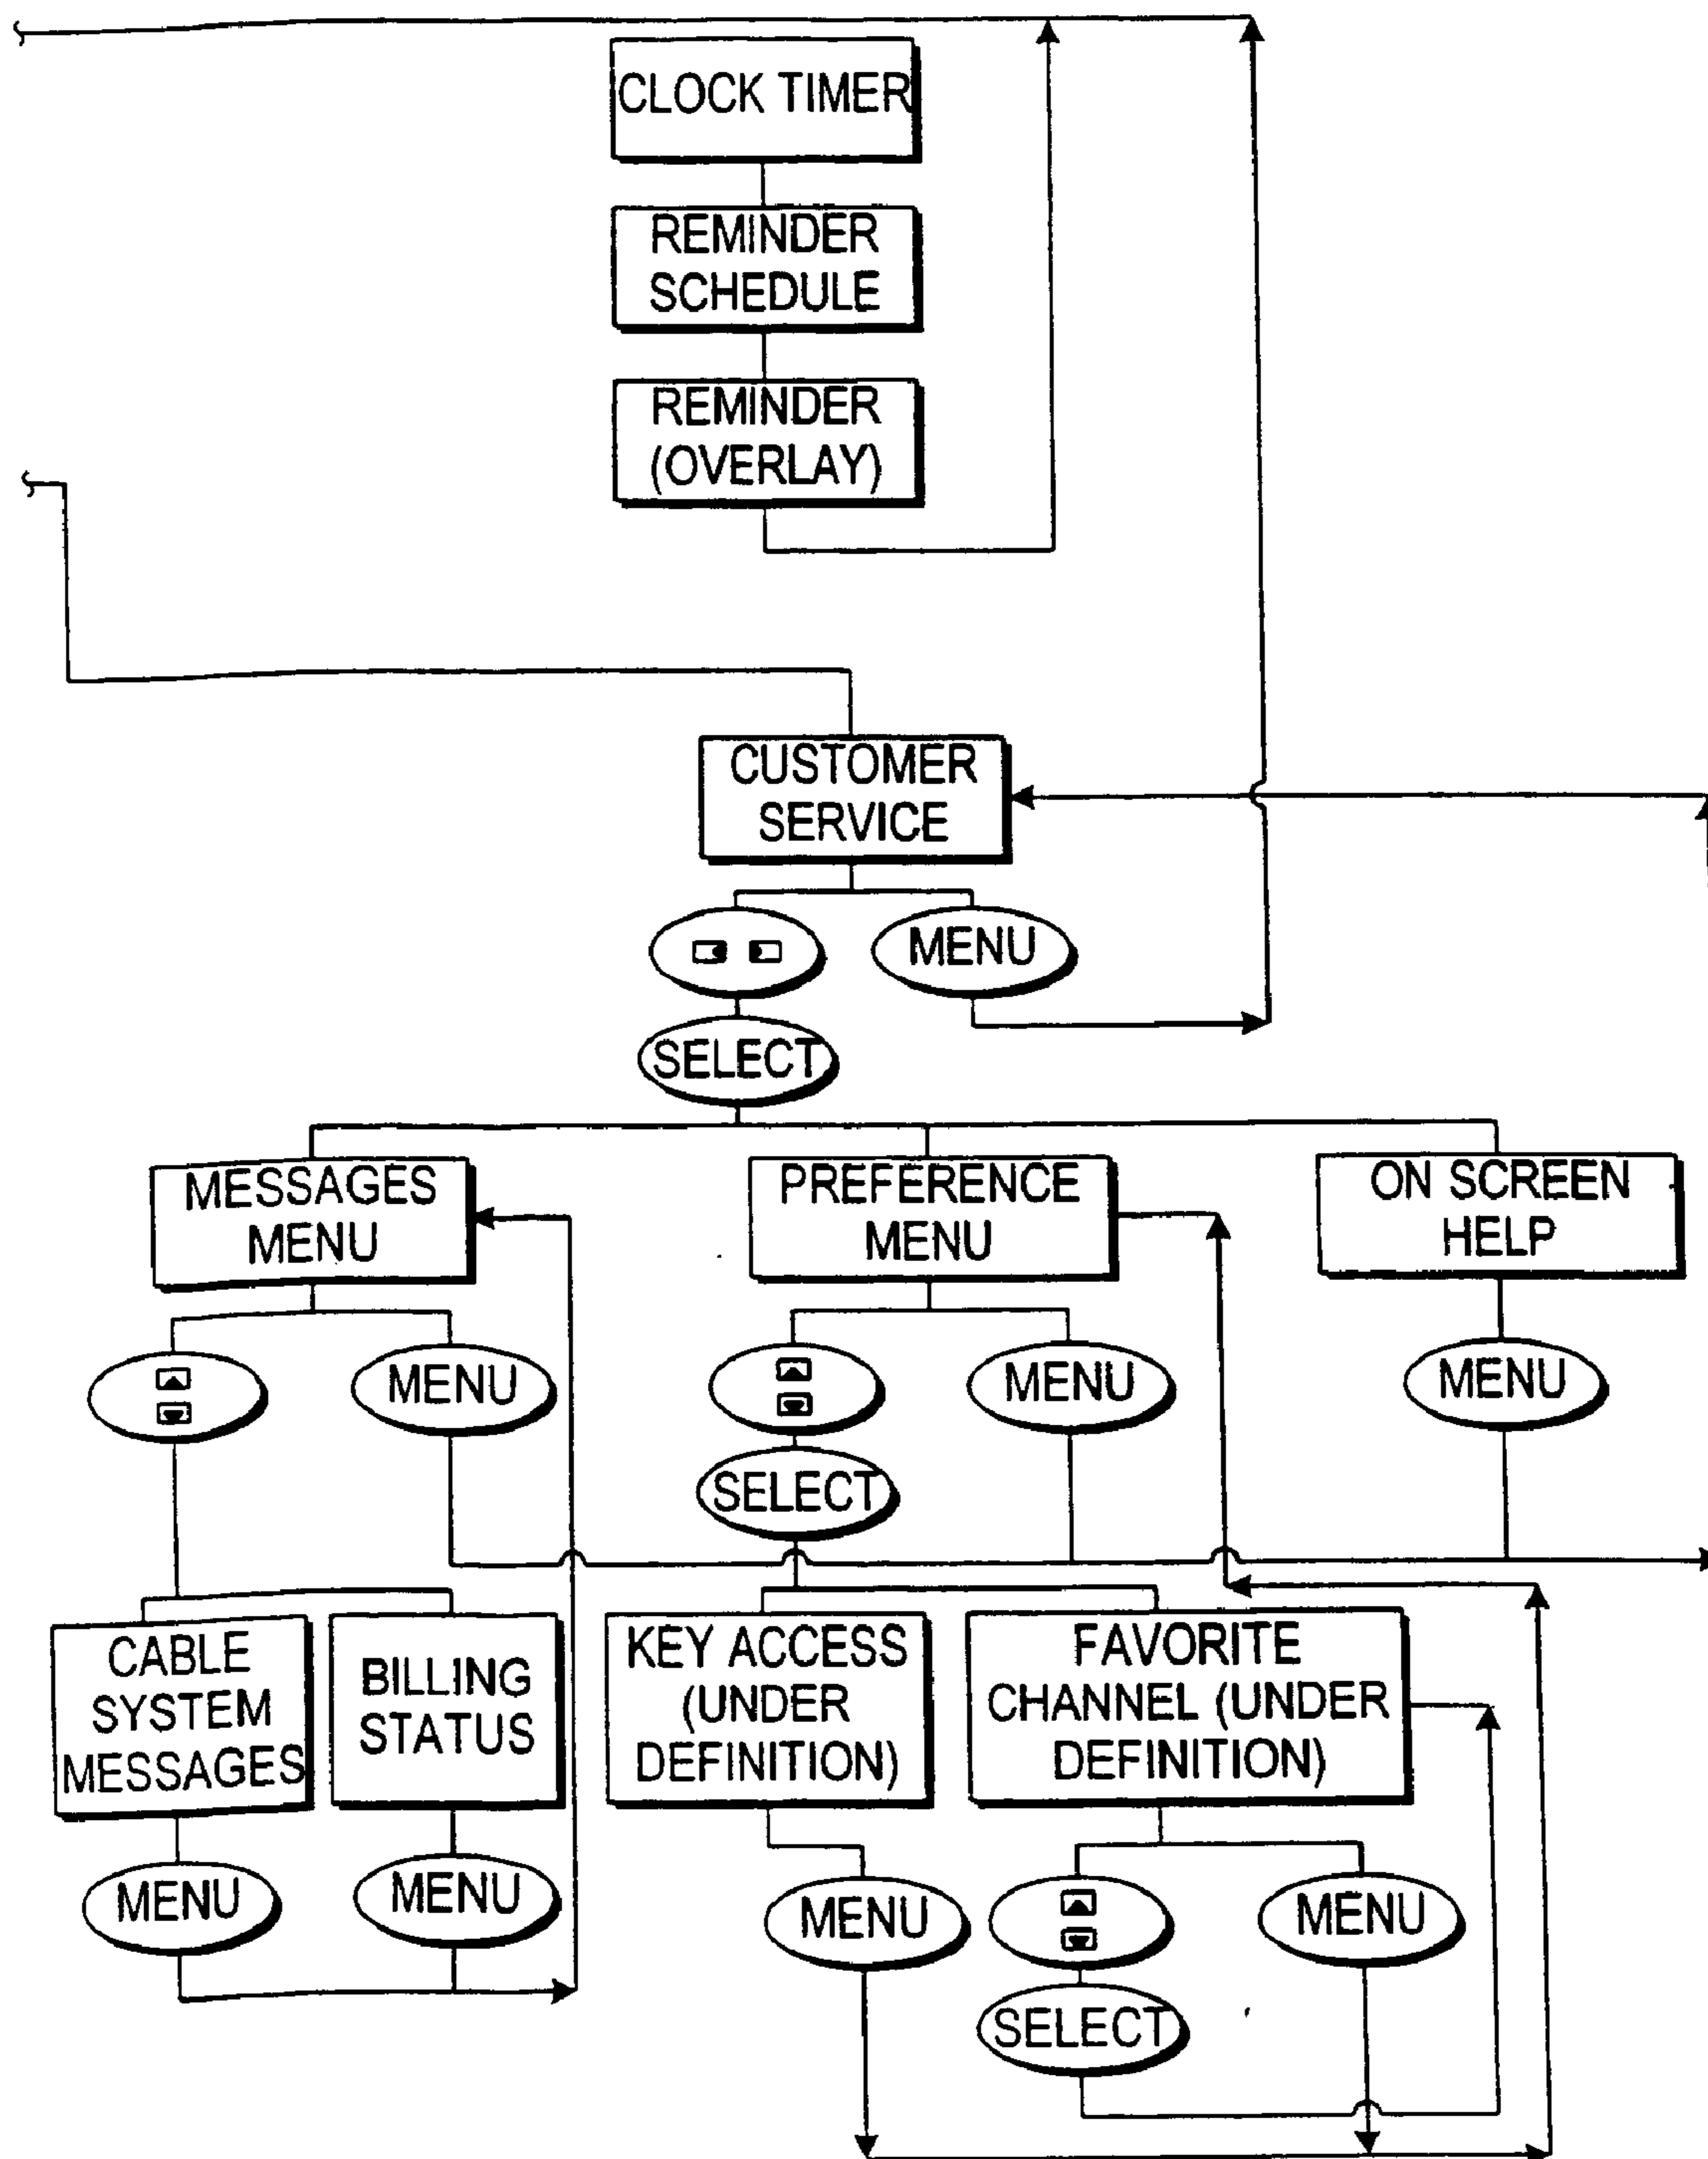 CLOCK TIMER
REMINDER
SCHEDULE
REMINDER
(OVERLAY)
CUSTOMER
SERVICE
MENU
SELECT
MESSAGES
MENU
PREFERENCE
MENU
ON SCREEN
HELP
MENU
MENU
MENU
SELECT
CABLE
SYSTEM
MESSAGES
BILLING
STATUS
KEY ACCESS
(UNDER
DEFINITION)
FAVORITE
CHANNEL (UNDER
DEFINITION)
MENU
MENU
MENU
MENU
SELECT